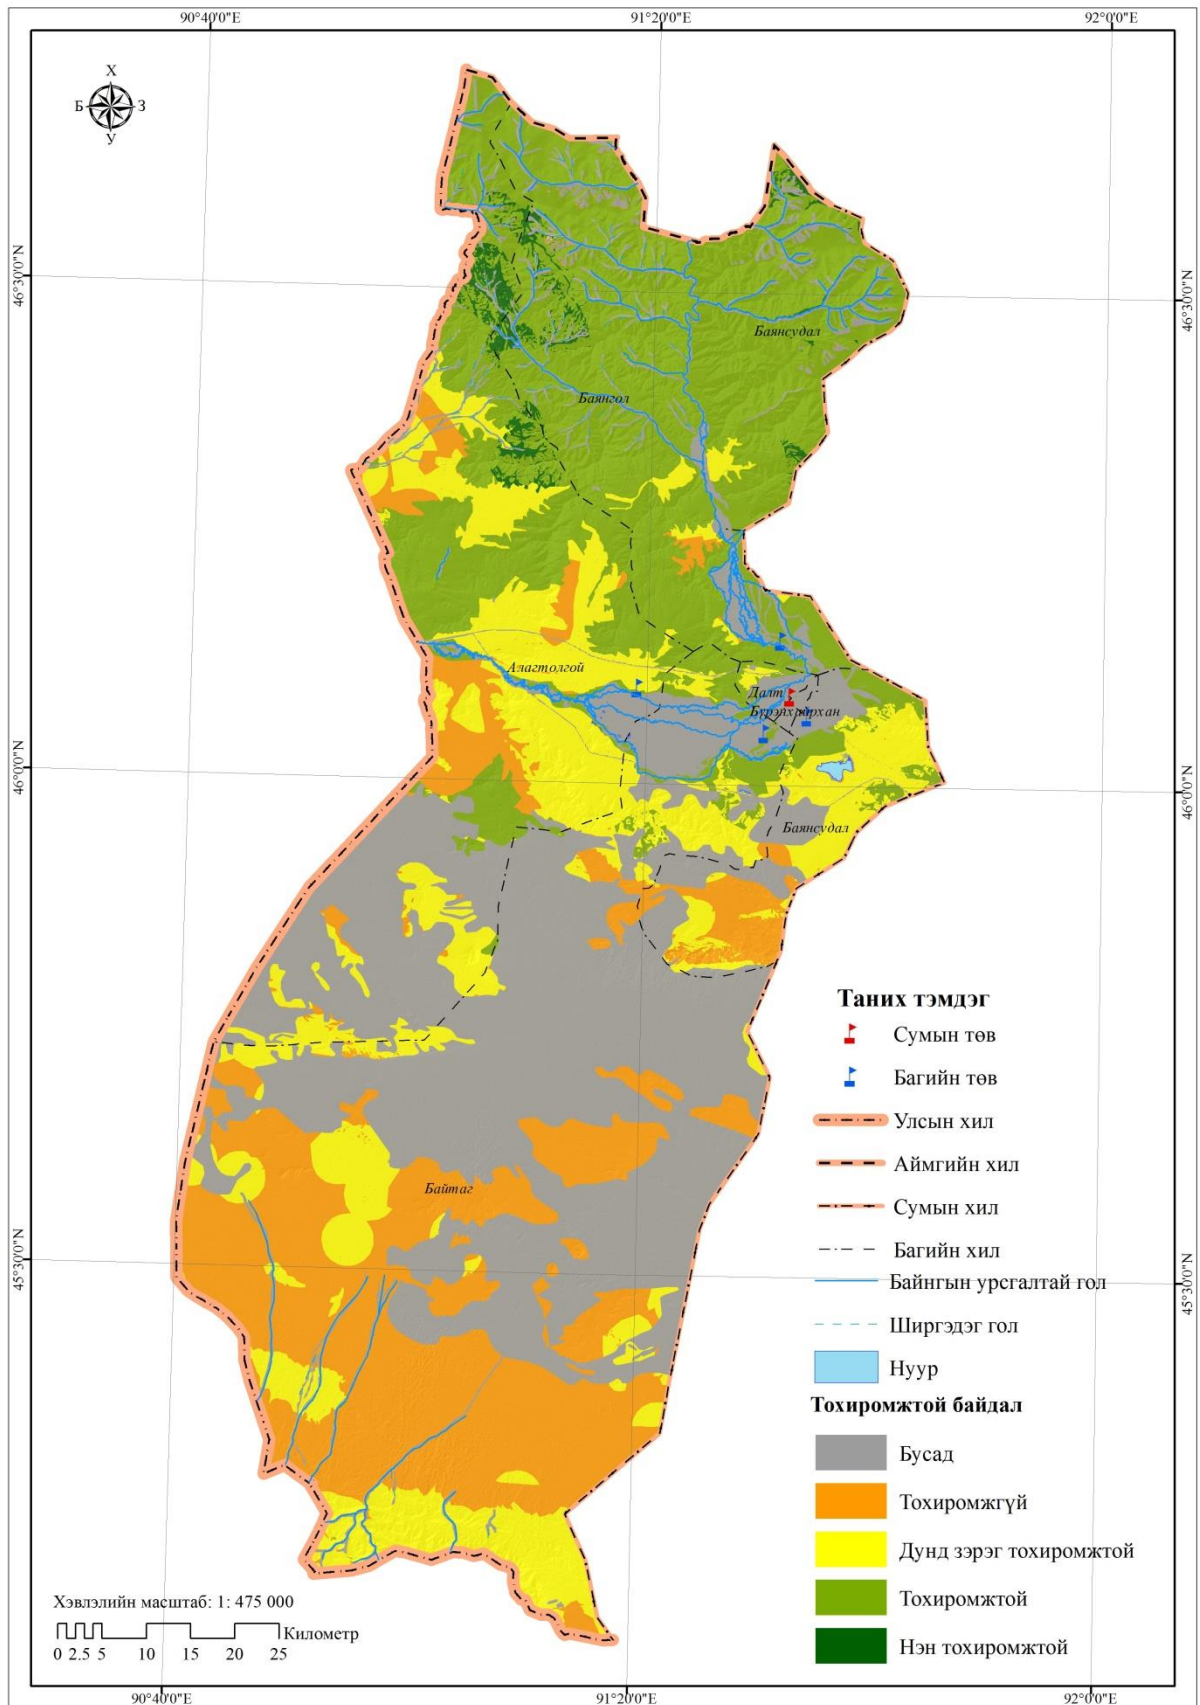 90°40'0"E
91°20'0"E
92°0'0"E
Х
Б
З
У
46°30'0"N
46°30'0"N
Баянсудал
Баянгол
Алагтолгой
Далт
Бүрэнхайрхан
46°0'0"N
46°0'0"N
Баянсудал
Байтаг
45°30'0"N
45°30'0"N
Таних тэмдэг
Сумын төв
Багийн төв
Улсын хил
Аймгийн хил
Сумын хил
Багийн хил
Байнгын урсгалтай гол
Ширгэдэг гол
Нуур
Тохиромжтой байдал
Бусад
Тохиромжгүй
Дунд зэрэг тохиромжтой
Тохиромжтой
Нэн тохиромжтой
Хэвлэлийн масштаб: 1: 475 000
Километр
0 2.5 5 10 15 20 25
90°40'0"E
91°20'0"E
92°0'0"E